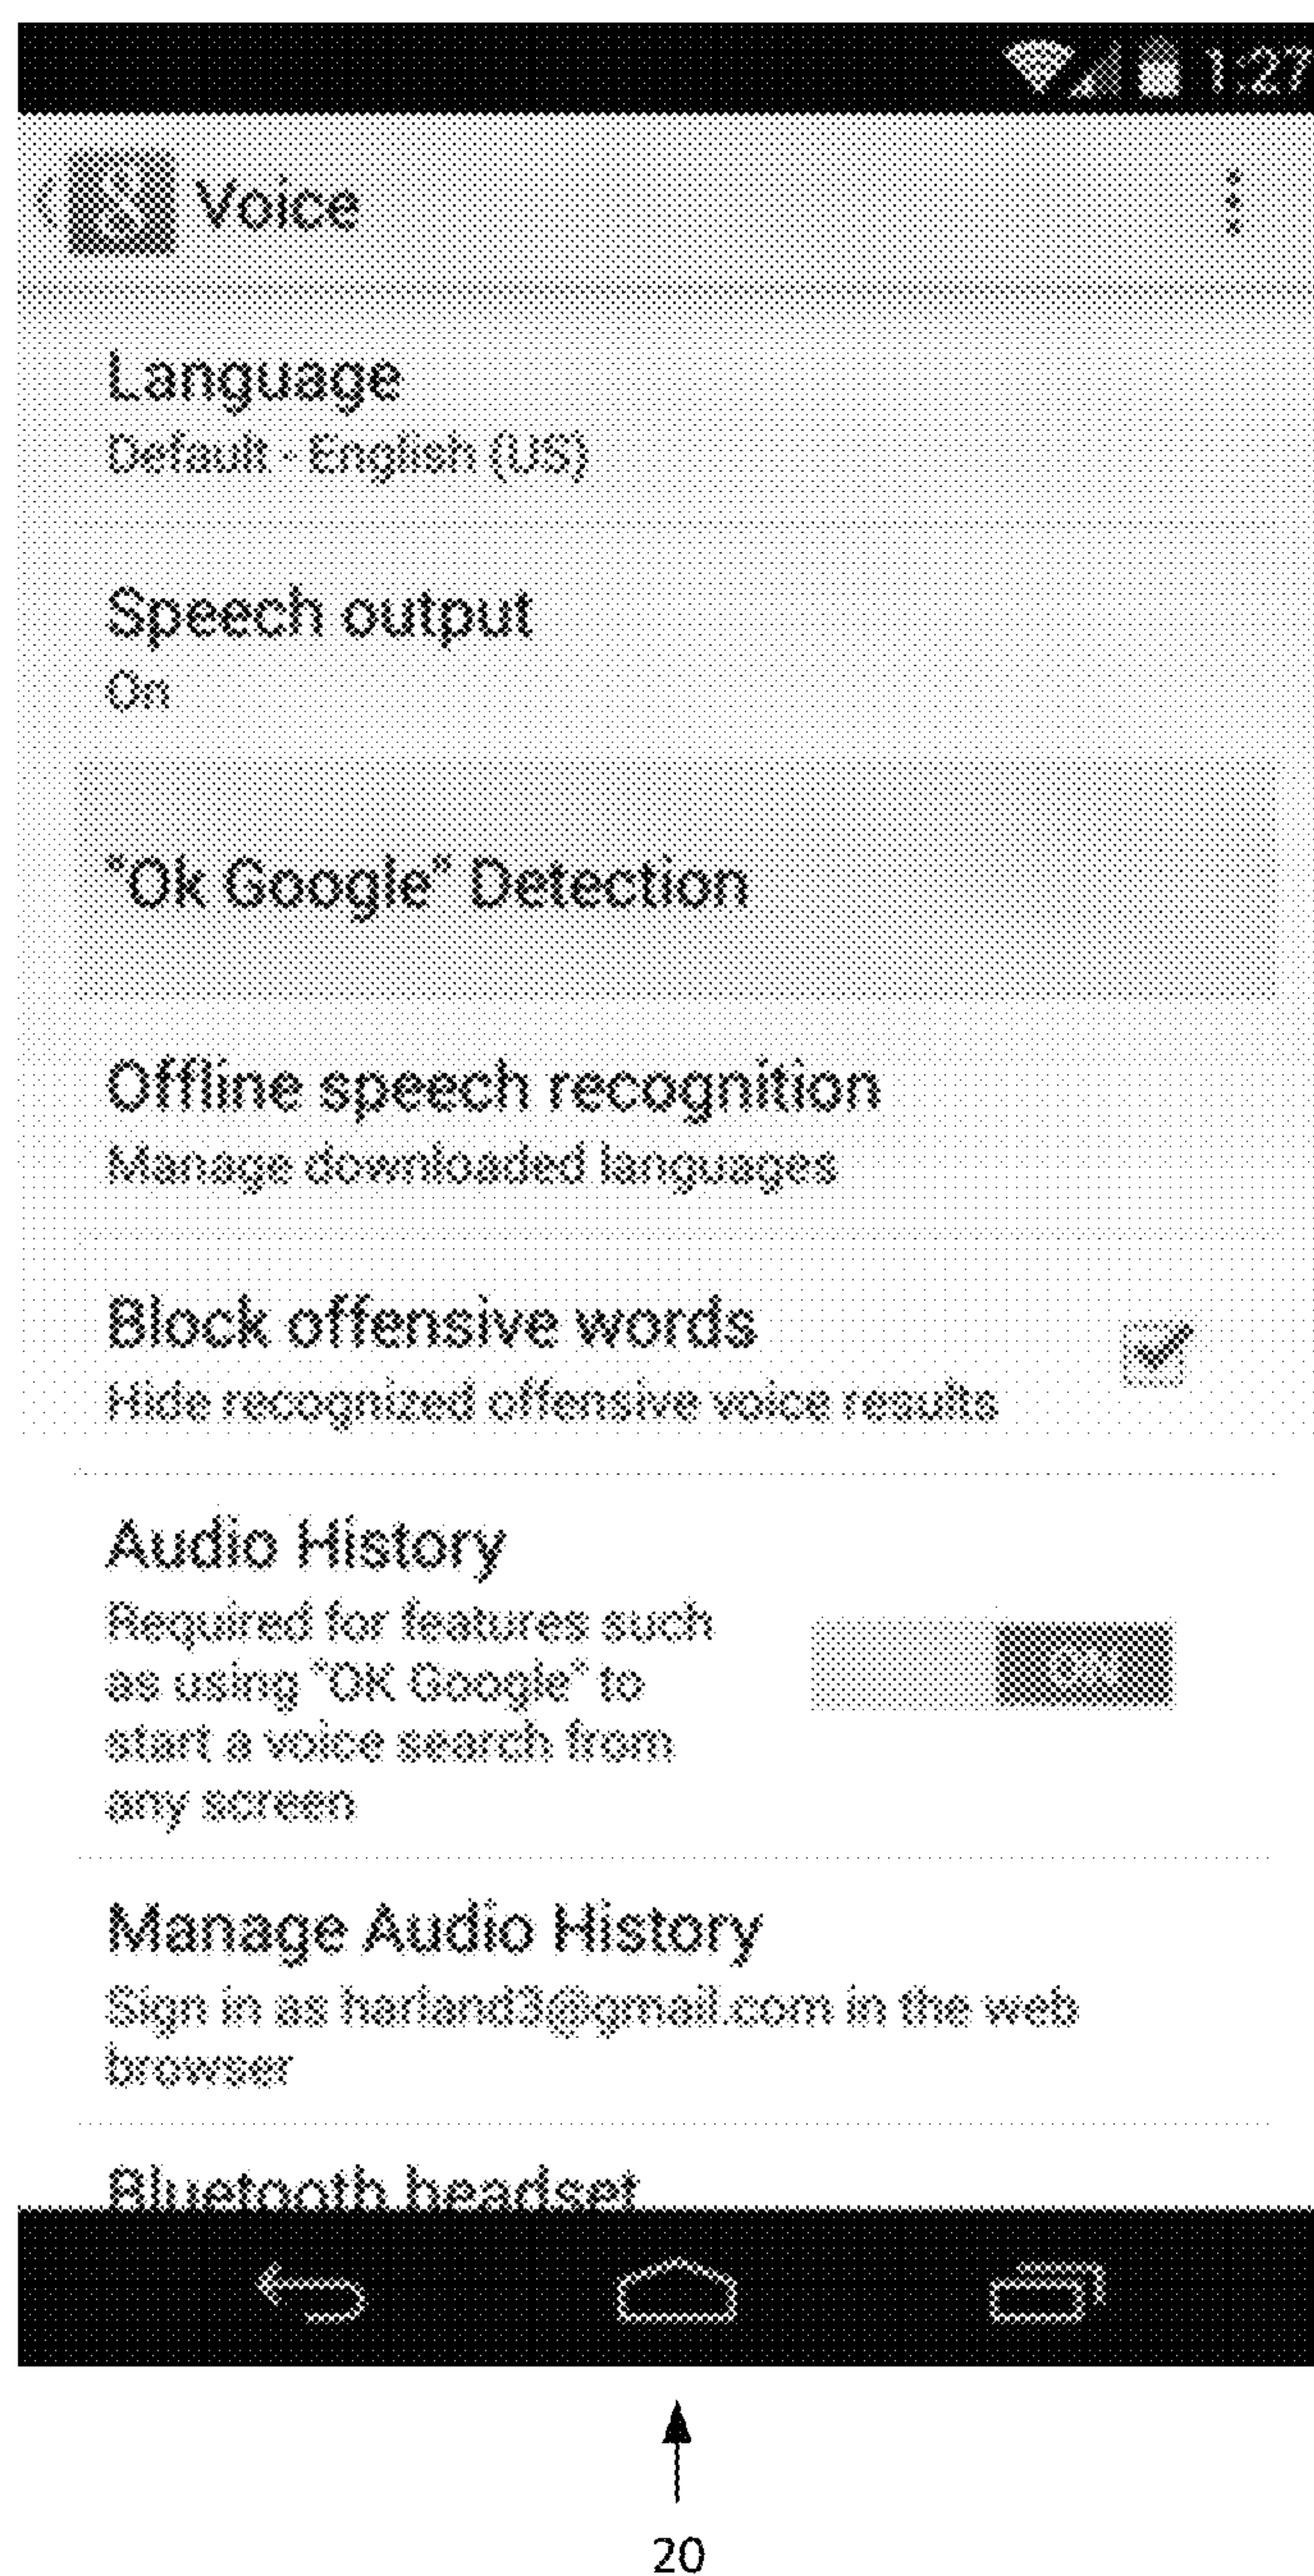 1:27
Voice
Language
Default - English (US)
Speech output
On
"Ok Google" Detection
Offline speech recognition
Manage downloaded languages
Block offensive words
Hide recognized offensive voice results
Audio History
Required for features such
as using "OK Google" to
start a voice search from
any screen
Manage Audio History
Sign in as harland3@gmail.com in the web
browser
Bluetooth headset
20